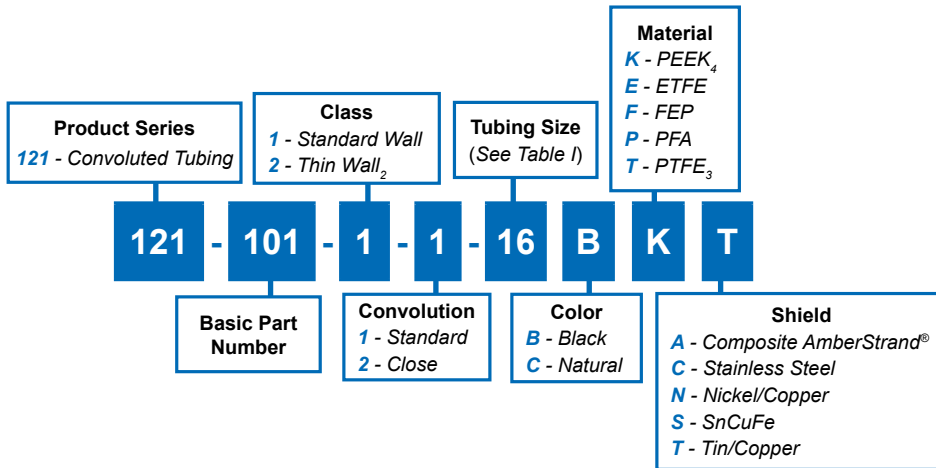 Material
K - PEEK4
E - ETFE
F - FEP
P - PFA
T - PTFE3
Product Series
121 - Convoluted Tubing
Class
1 - Standard Wall
2 - Thin Wall2
Tubing Size
(See Table I)
121 - 101 - 1 - 1 - 16 B K T
Basic Part
Number
Convolution
1 - Standard
2 - Close
Color
B - Black
C - Natural
Shield
A - Composite AmberStrand®
C - Stainless Steel
N - Nickel/Copper
S - SnCuFe
T - Tin/Copper